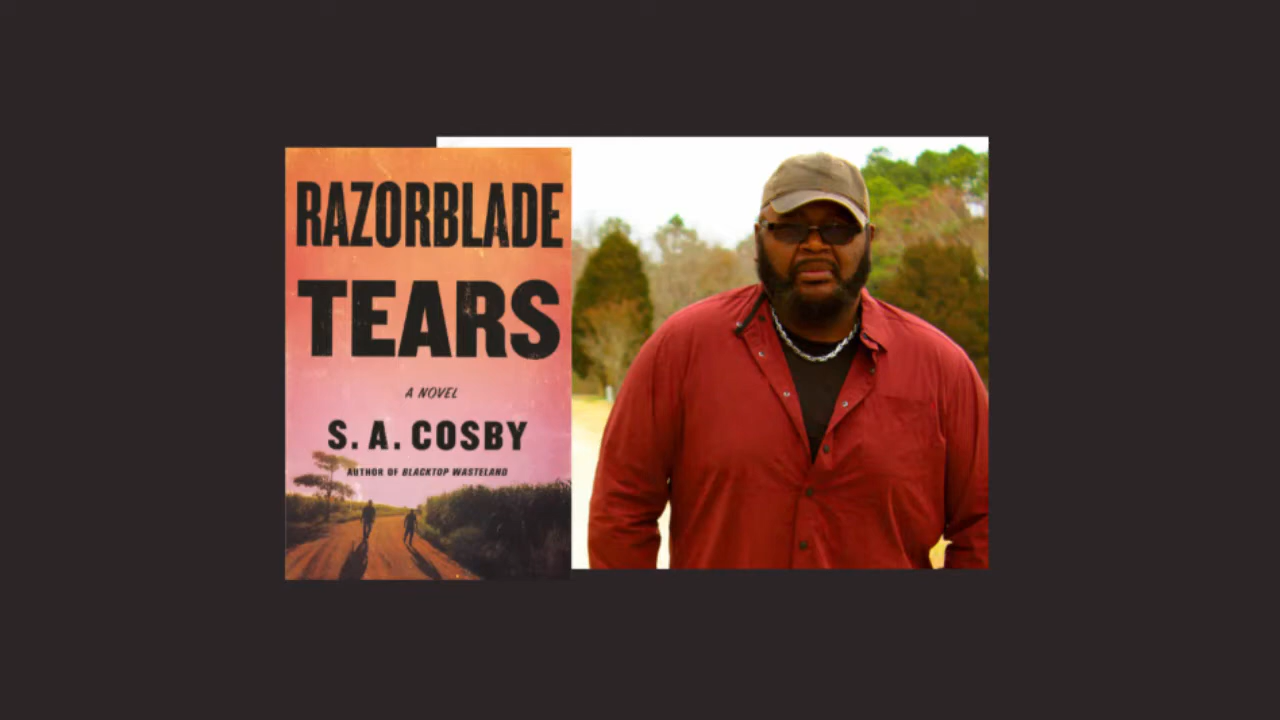 RAZORBLADE
TEARS
A NOVEL
S. A. COSBY
AUTHOR OF BLACKTOP WASTELAND